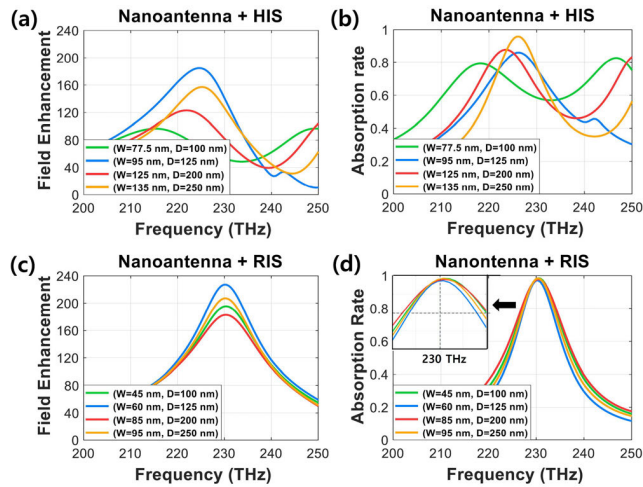 (a)
Nanoantenna + HIS
Field Enhancement
240
200
160
120
80
40
0
(W=77.5 nm, D=100 nm)
(W=95 nm, D=125 nm)
(W=125 nm, D=200 nm)
(W=135 nm, D=250 nm)
200 210 220 230 240 250
Frequency (THz)
(b)
Nanoantenna + HIS
Absorption rate
1
0.8
0.6
0.4
0.2
0
(W=77.5 nm, D=100 nm)
(W=95 nm, D=125 nm)
(W=125 nm, D=200 nm)
(W=135 nm, D=250 nm)
200 210 220 230 240 250
Frequency (THz)
(c)
Nanoantenna + RIS
Field Enhancement
240
200
160
120
80
40
0
(W=45 nm, D=100 nm)
(W=60 nm, D=125 nm)
(W=85 nm, D=200 nm)
(W=95 nm, D=250 nm)
200 210 220 230 240 250
Frequency (THz)
(d)
Nanontenna + RIS
Absorption Rate
1
0.8
0.6
0.4
0.2
0
230 THz
(W=45 nm, D=100 nm)
(W=60 nm, D=125 nm)
(W=85 nm, D=200 nm)
(W=95 nm, D=250 nm)
200 210 220 230 240 250
Frequency (THz)